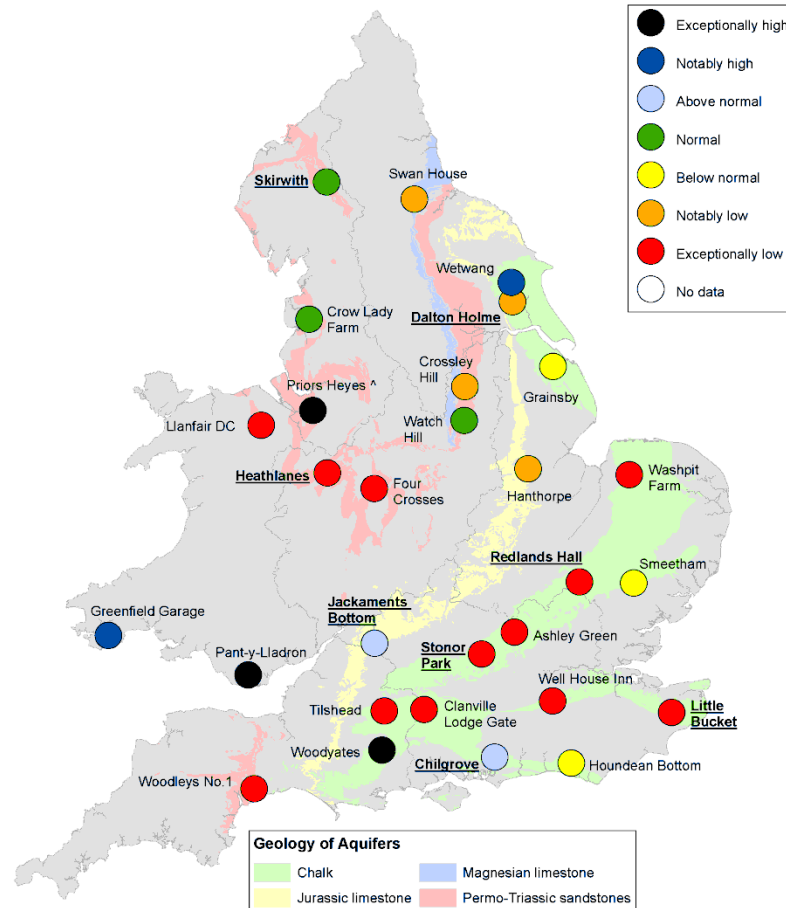 Exceptionally high
Notably high
Above normal
Normal
Below normal
Notably low
Exceptionally low
No data
Skirwith
Swan House
Wetwang
Dalton Holme
Crow Lady
Farm
Crossley
Hill
Grainsby
Priors Heyes ^
Llanfair DC
Watch
Hill
Heathlanes
Four
Crosses
Hanthorpe
Washpit
Farm
Redlands Hall
Smeetham
Jackaments
Bottom
Greenfield Garage
Ashley Green
Stonor
Park
Pant-y-Lladron
Well House Inn
Tilshead
Clanville
Lodge Gate
Little
Bucket
Woodyates
Chilgrove
Houndean Bottom
Woodleys No.1
Geology of Aquifers
Chalk
Magnesian limestone
Jurassic limestone
Permo-Triassic sandstones